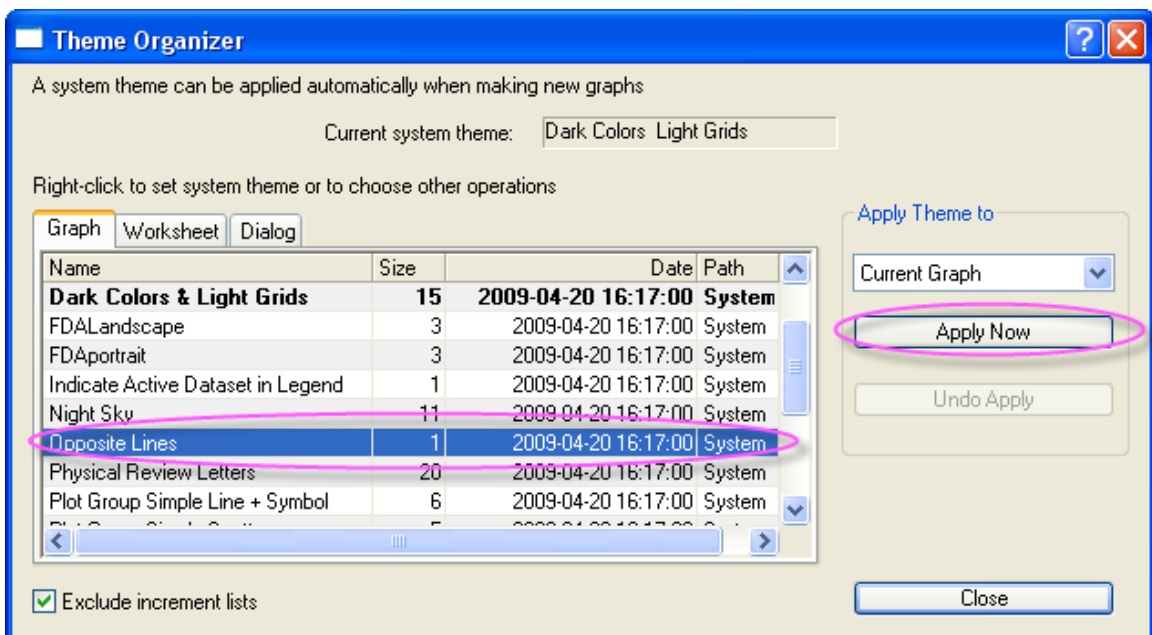 Theme Organizer
A system theme can be applied automatically when making new graphs
Current system theme: Dark Colors Light Grids
Right-click to set system theme or to choose other operations
Graph Worksheet Dialog
Name Size Date Path
Dark Colors & Light Grids 15 2009-04-20 16:17:00 System
FDALandscape 3 2009-04-20 16:17:00 System
FDAportrait 3 2009-04-20 16:17:00 System
Indicate Active Dataset in Legend 1 2009-04-20 16:17:00 System
Night Sky 11 2009-04-20 16:17:00 System
Opposite Lines 1 2009-04-20 16:17:00 System
Physical Review Letters 20 2009-04-20 16:17:00 System
Plot Group Simple Line + Symbol 6 2009-04-20 16:17:00 System
Exclude increment lists
Apply Theme to
Current Graph
Apply Now
Undo Apply
Close